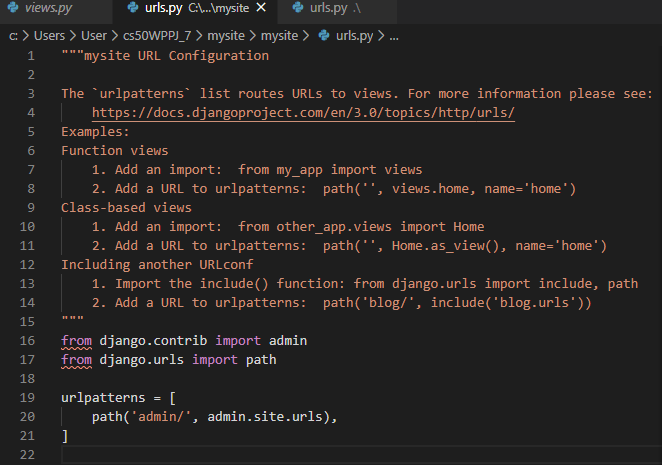 views.py urls.py C:\...\mysite urls.py .\
c: > Users > User > cs50WPPJ_7 > mysite > mysite > urls.py > ...
1 """mysite URL Configuration
2
3 The `urlpatterns` list routes URLs to views. For more information please see:
4     https://docs.djangoproject.com/en/3.0/topics/http/urls/
5 Examples:
6 Function views
7     1. Add an import:  from my_app import views
8     2. Add a URL to urlpatterns:  path('', views.home, name='home')
9 Class-based views
10     1. Add an import:  from other_app.views import Home
11     2. Add a URL to urlpatterns:  path('', Home.as_view(), name='home')
12 Including another URLconf
13     1. Import the include() function: from django.urls import include, path
14     2. Add a URL to urlpatterns:  path('blog/', include('blog.urls'))
15 """
16 from django.contrib import admin
17 from django.urls import path
18
19 urlpatterns = [
20     path('admin/', admin.site.urls),
21 ]
22